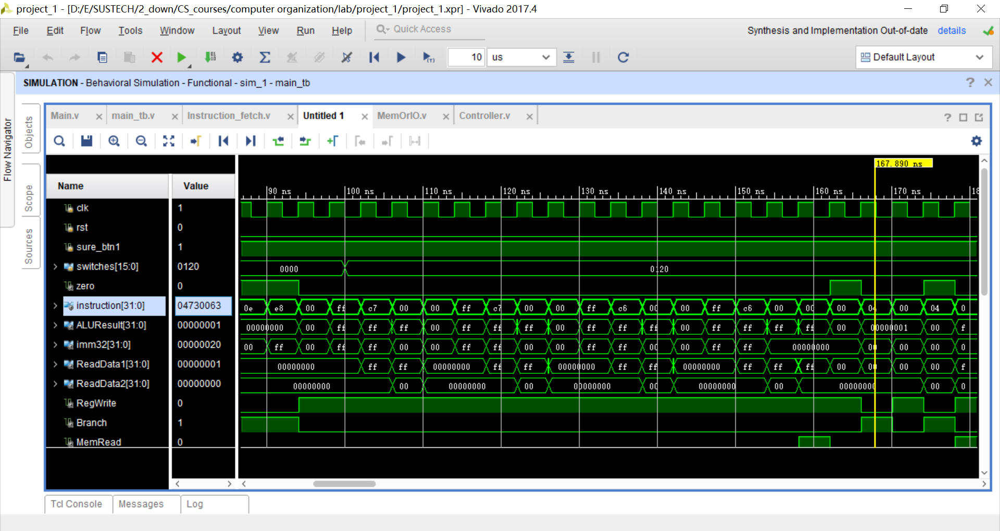 project_1 - [D:/E/SUSTECH/2_down/CS_courses/computer organization/lab/project_1/project_1.xpr] - Vivado 2017.4
File Edit Flow Tools Window Layout View Run Help Quick Access Synthesis and Implementation Out-of-date details
10 us Default Layout
SIMULATION - Behavioral Simulation - Functional - sim_1 - main_tb
Flow Navigator
Objects
Scope
Sources
Main.v main_tb.v Instruction_fetch.v Untitled 1 MemOrIO.v Controller.v
167.890 ns
Name Value 90 ns 100 ns 110 ns 120 ns 130 ns 140 ns 150 ns 160 ns 170 ns 18
clk 1
rst 0
sure_btn1 1
switches[15:0] 0120 0000 0120
zero 0
instruction[31:0] 04730063 0e e8 00 ff c7 00 00 ff c7 00 00 ff c6 00 00 ff c6 00 00 00 04 00 04 0
ALUResult[31:0] 00000001 00000000 00 ff ff ff 00 ff ff ff 00 ff ff ff 00 ff ff ff ff 00 00000001 00 f
imm32[31:0] 00000020 00 ff 00 ff ff 00 00 ff ff 00 00 ff ff 00 00 ff ff 00000000 00 00 00 0
ReadData1[31:0] 00000001 00000000 ff ff 00000000 ff ff 00000000 ff ff 00000000 ff ff ff 00 00 00 00 f
ReadData2[31:0] 00000000 00000000 00 00000000 00 00000000 00 00000000 00 00000000 00 0
RegWrite 0
Branch 1
MemRead 0
Tcl Console Messages Log